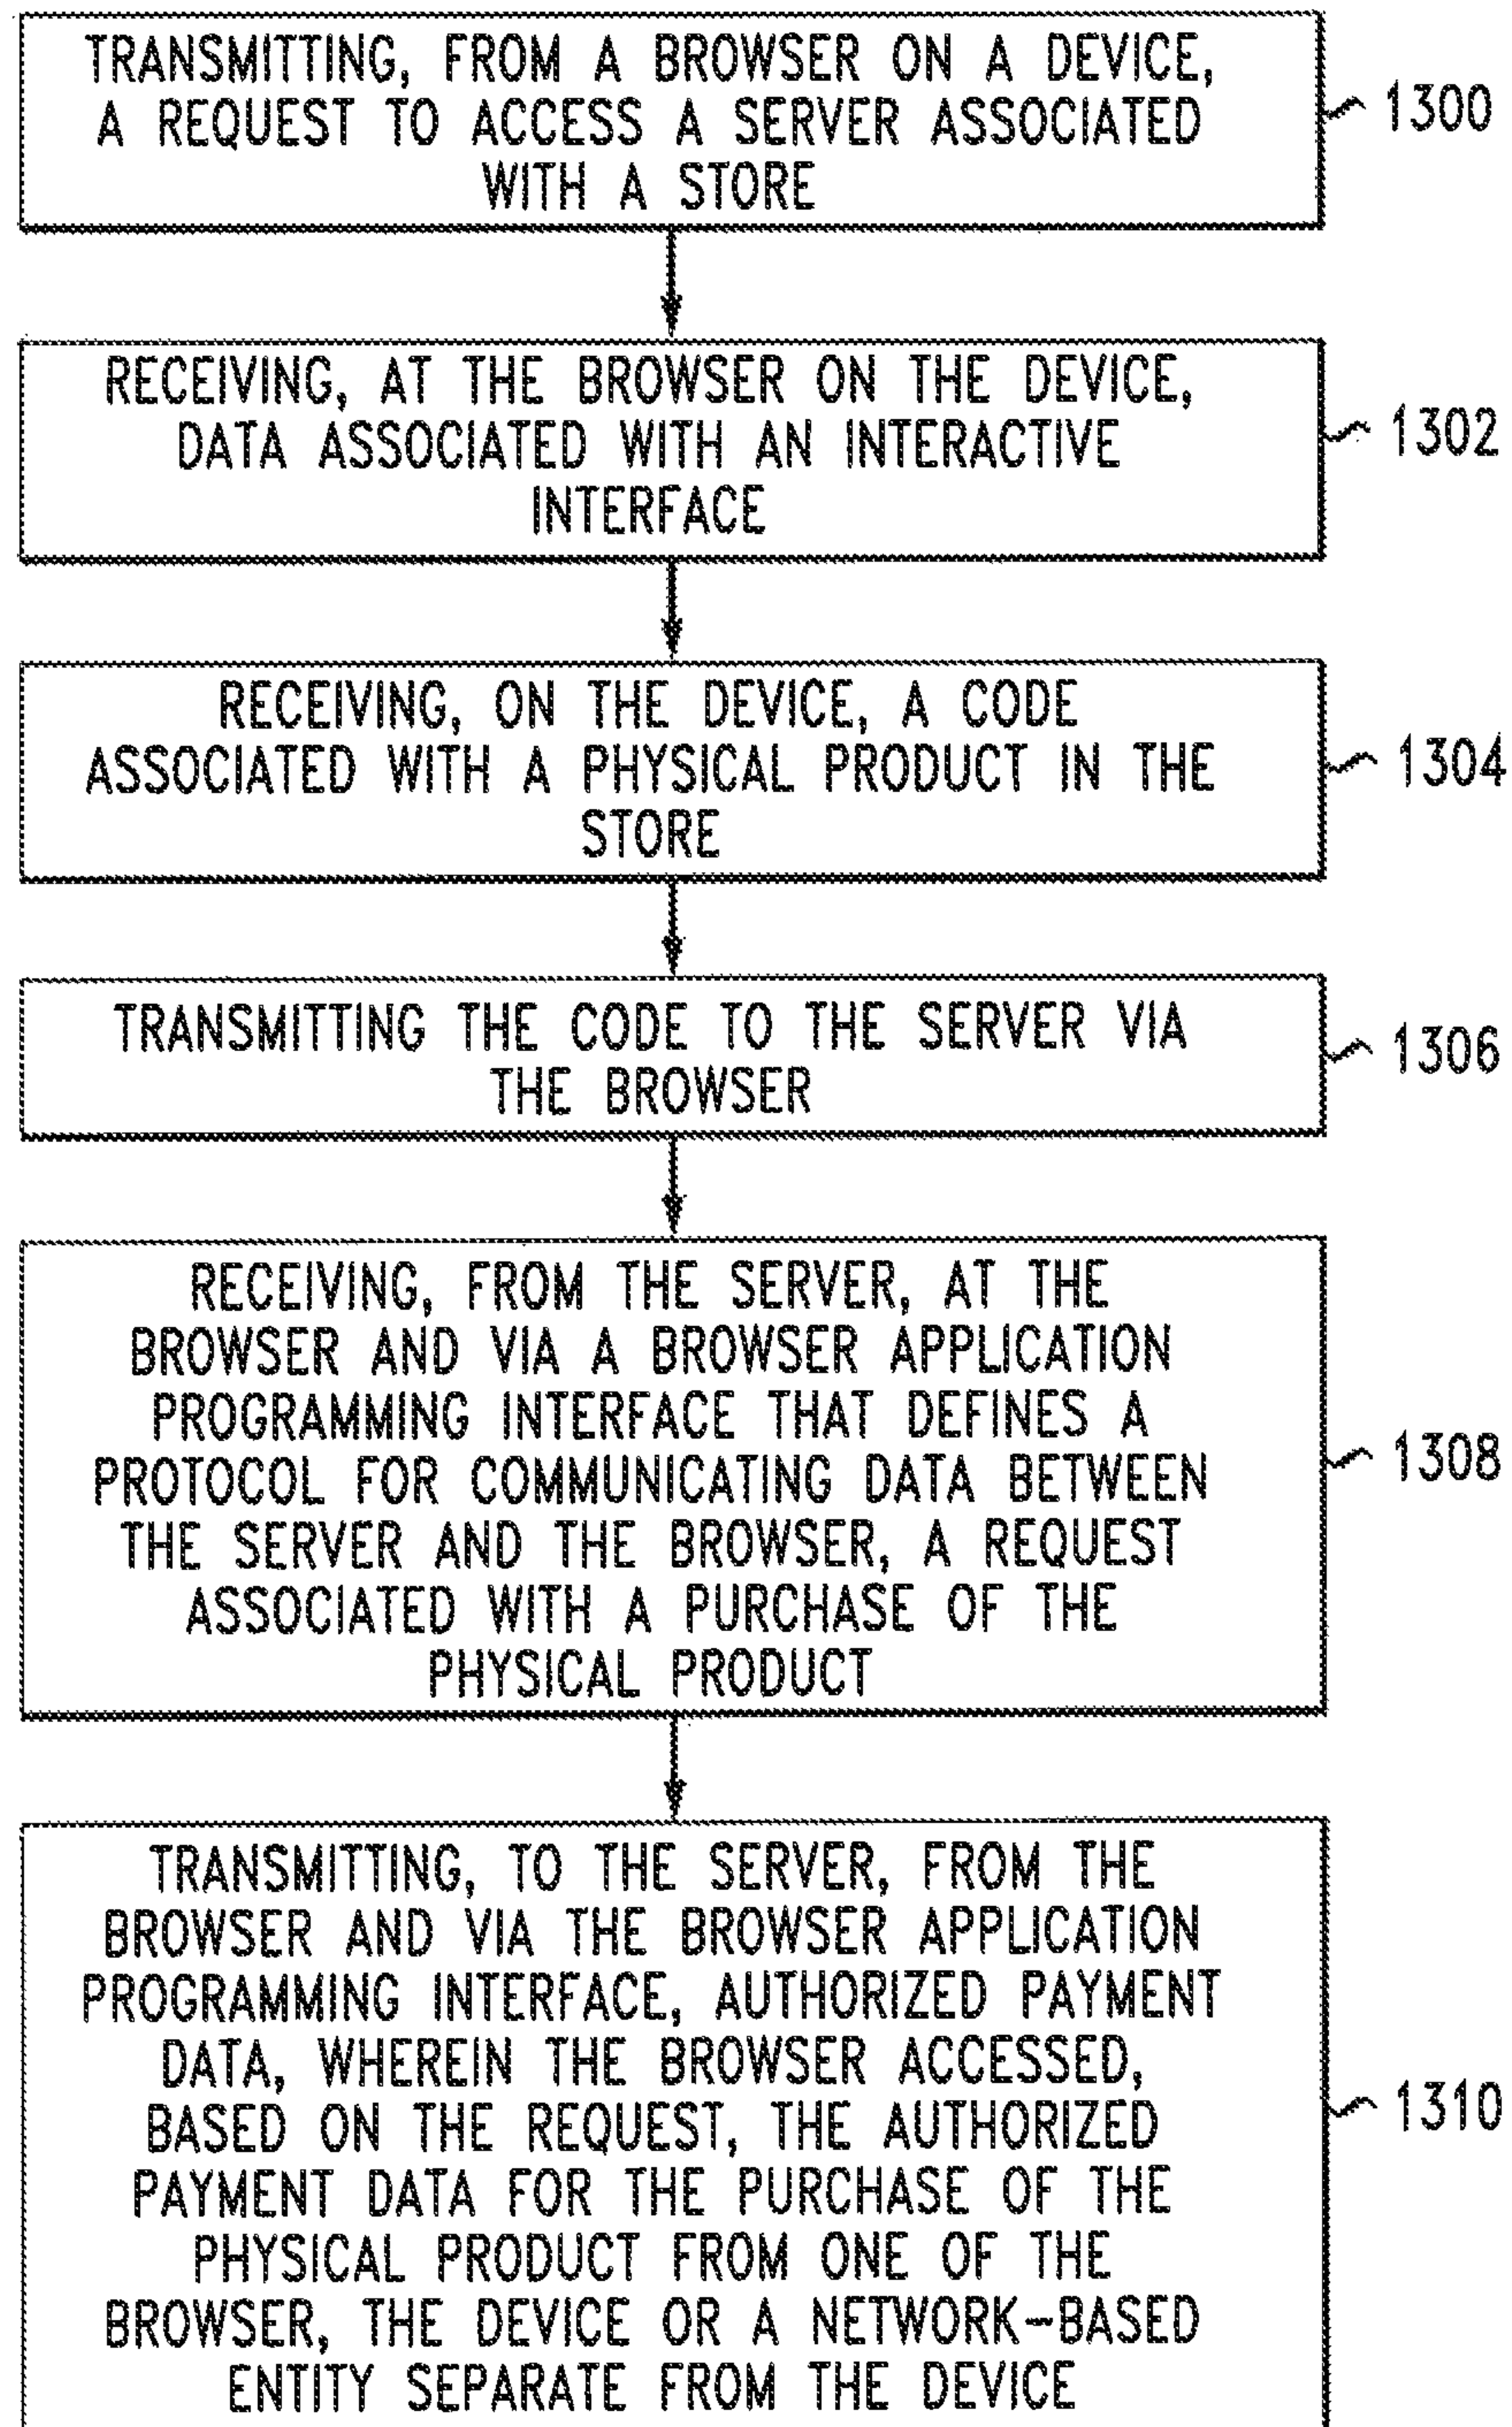 TRANSMITTING, FROM A BROWSER ON A DEVICE,
A REQUEST TO ACCESS A SERVER ASSOCIATED
WITH A STORE
1300
RECEIVING, AT THE BROWSER ON THE DEVICE,
DATA ASSOCIATED WITH AN INTERACTIVE
INTERFACE
1302
RECEIVING, ON THE DEVICE, A CODE
ASSOCIATED WITH A PHYSICAL PRODUCT IN THE
STORE
1304
TRANSMITTING THE CODE TO THE SERVER VIA
THE BROWSER
1306
RECEIVING, FROM THE SERVER, AT THE
BROWSER AND VIA A BROWSER APPLICATION
PROGRAMMING INTERFACE THAT DEFINES A
PROTOCOL FOR COMMUNICATING DATA BETWEEN
THE SERVER AND THE BROWSER, A REQUEST
ASSOCIATED WITH A PURCHASE OF THE
PHYSICAL PRODUCT
1308
TRANSMITTING, TO THE SERVER, FROM THE
BROWSER AND VIA THE BROWSER APPLICATION
PROGRAMMING INTERFACE, AUTHORIZED PAYMENT
DATA, WHEREIN THE BROWSER ACCESSED,
BASED ON THE REQUEST, THE AUTHORIZED
PAYMENT DATA FOR THE PURCHASE OF THE
PHYSICAL PRODUCT FROM ONE OF THE
BROWSER, THE DEVICE OR A NETWORK-BASED
ENTITY SEPARATE FROM THE DEVICE
1310